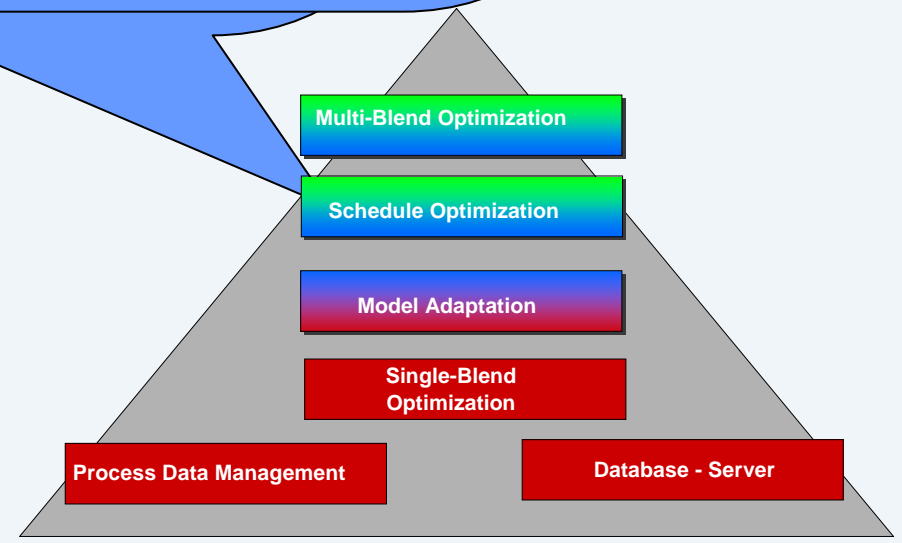 Multi-Blend Optimization
Schedule Optimization
Model Adaptation
Single-Blend
Optimization
Process Data Management
Database - Server